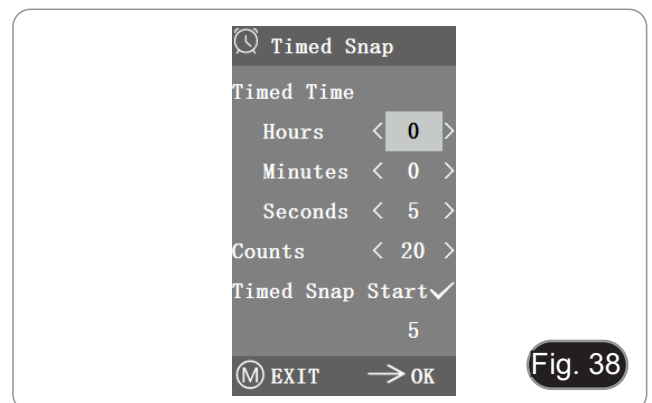 Timed Snap
Timed Time
Hours < 0 >
Minutes < 0 >
Seconds < 5 >
Counts < 20 >
Timed Snap Start✓
5
M EXIT → OK
Fig. 38